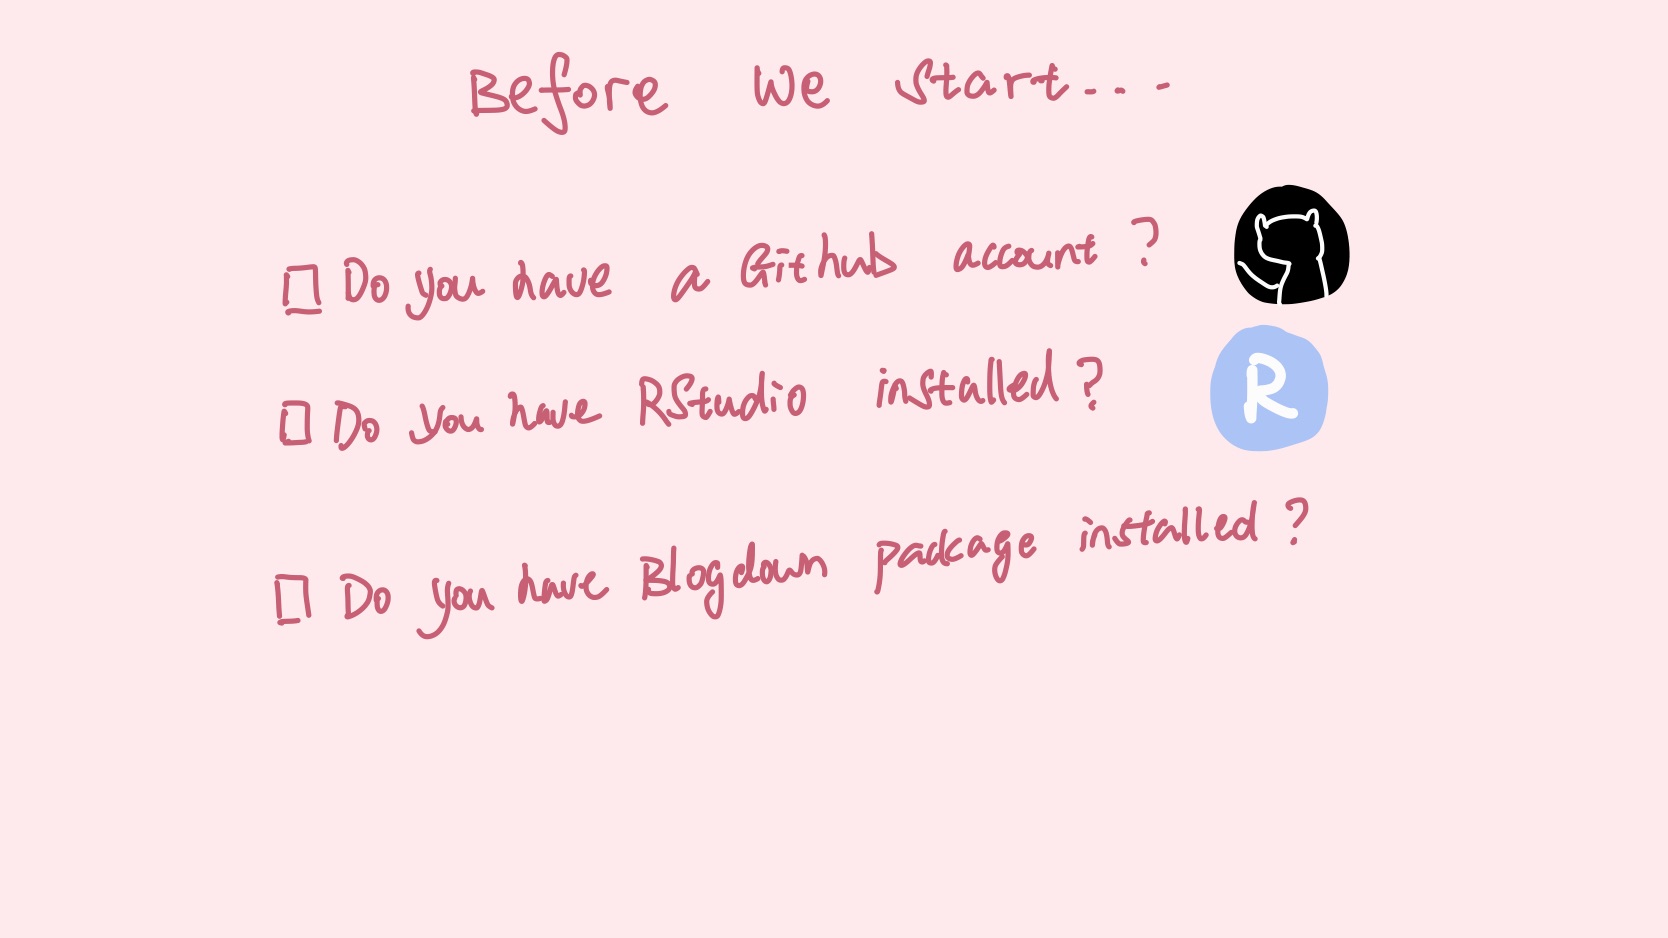 Before We start...
Do you have a Github account?
Do you have RStudio installed?
R
Do you have Blogdown package installed?